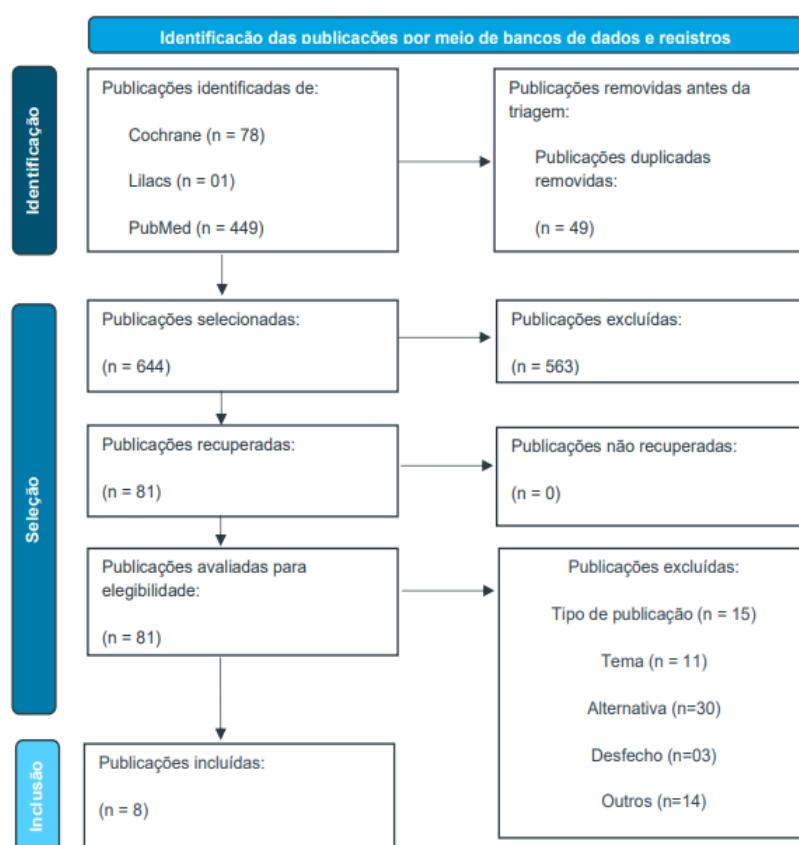 Identificação das publicações por meio de bancos de dados e registros
Identificação
Publicações identificadas de:
Cochrane (n = 78)
Lilacs (n = 01)
PubMed (n = 449)
Publicações removidas antes da
triagem:
Publicações duplicadas
removidas:
(n = 49)
Seleção
Publicações selecionadas:
(n = 644)
Publicações excluídas:
(n = 563)
Publicações recuperadas:
(n = 81)
Publicações não recuperadas:
(n = 0)
Publicações avaliadas para
elegibilidade:
(n = 81)
Publicações excluídas:
Tipo de publicação (n = 15)
Tema (n = 11)
Alternativa (n=30)
Desfecho (n=03)
Outros (n=14)
Inclusão
Publicações incluídas:
(n = 8)